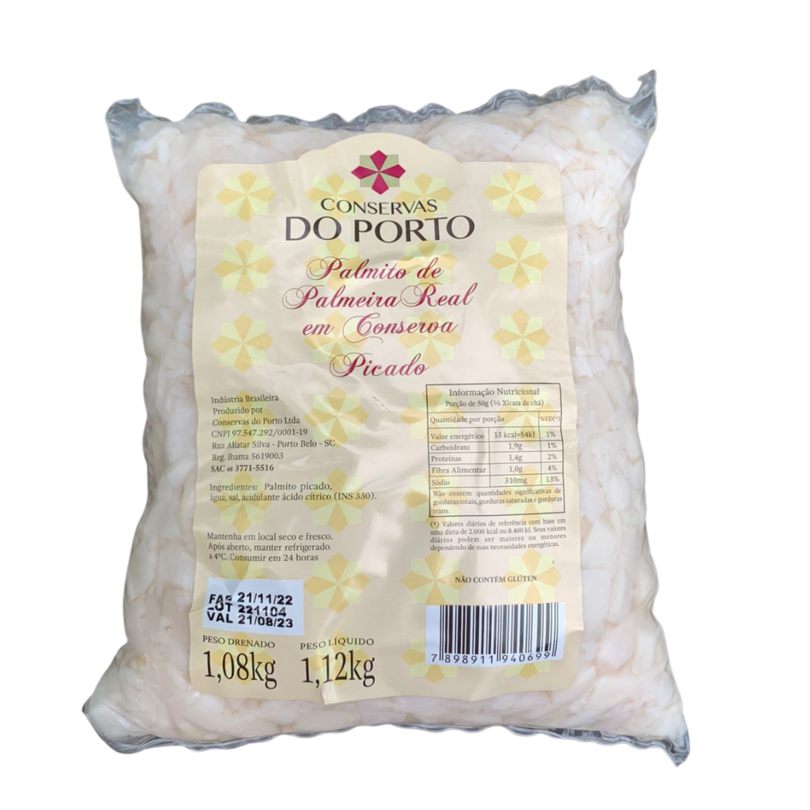 CONSERVAS
DO PORTO
Palmito de
Palmeira Real
em Conserva
Picado
Indústria Brasileira
Produzido por
Conservas do Porto Ltda
CNPJ 97.547.292/0001-19
Rua Aliatar Silva - Porto Belo - SC
Reg. Ibama 5619003
SAC 48 3771-5516
Ingredientes: Palmito picado,
água, sal, acidulante ácido cítrico (INS 330).
Mantenha em local seco e fresco.
Após aberto, manter refrigerado
a 4ºC. Consumir em 24 horas
FAB 21/11/22
LOT 221104
VAL 21/08/23
PESO DRENADO
1,08kg
PESO LÍQUIDO
1,12kg
Informação Nutricional
Porção de 50g (½ Xícara de chá)
Quantidade por porção %VD(*)
Valor energético 13 kcal=54kJ 1%
Carboidrato 1,9g 1%
Proteínas 1,4g 2%
Fibra Alimentar 1,0g 4%
Sódio 310mg 13%
Não contém quantidades significativas de
gorduras totais, gorduras saturadas e gorduras
trans.
(*) Valores diários de referência com base em
uma dieta de 2.000 kcal ou 8.400 kJ. Seus valores
diários podem ser maiores ou menores
dependendo de suas necessidades energéticas.
NÃO CONTÉM GLÚTEN
7 898911 940699